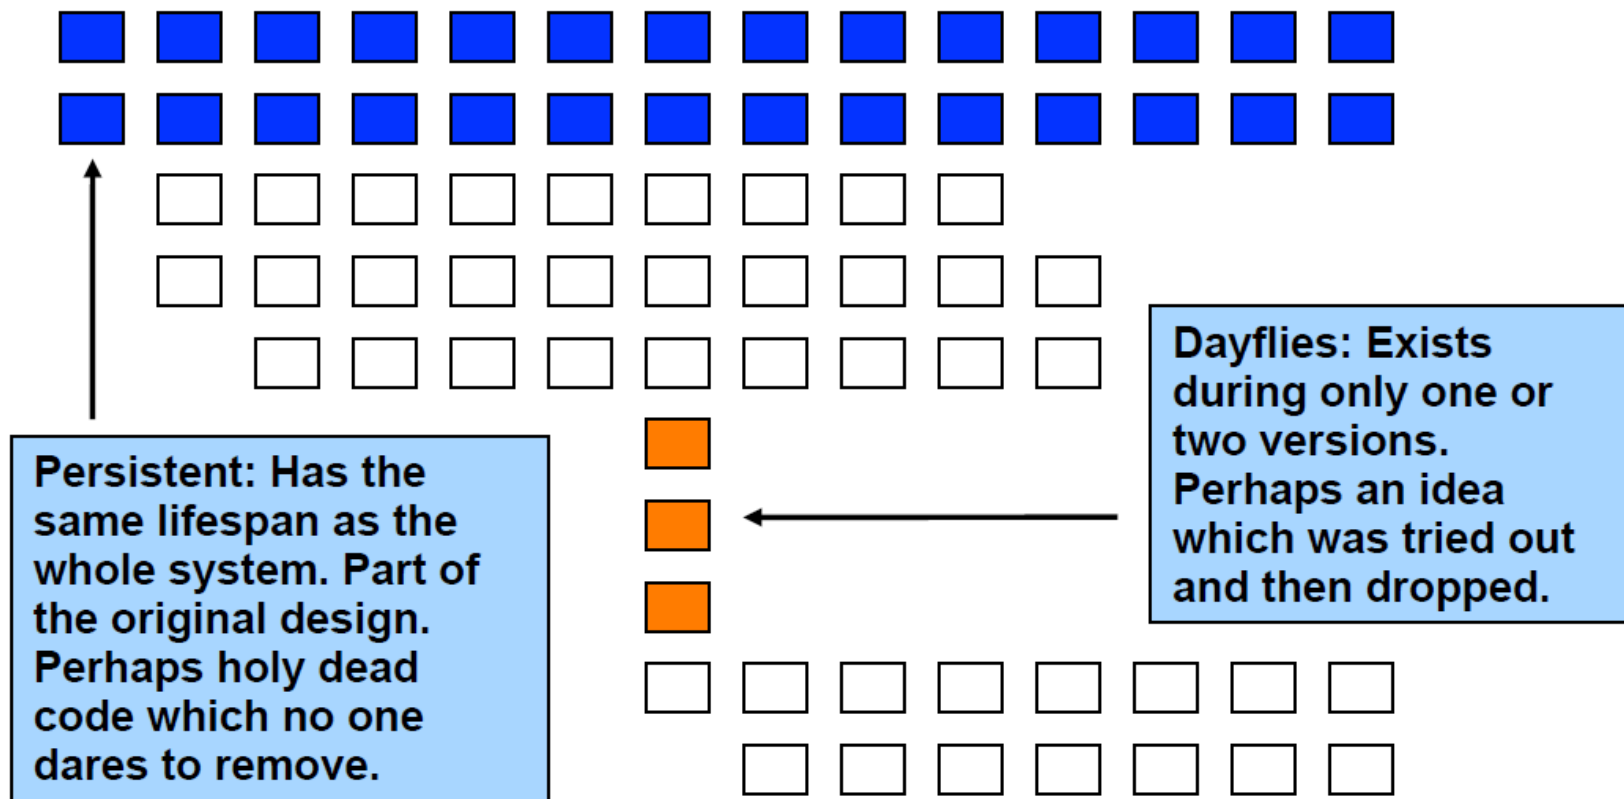 Dayflies: Exists
during only one or
two versions.
Perhaps an idea
which was tried out
and then dropped.
Persistent: Has the
same lifespan as the
whole system. Part of
the original design.
Perhaps holy dead
code which no one
dares to remove.